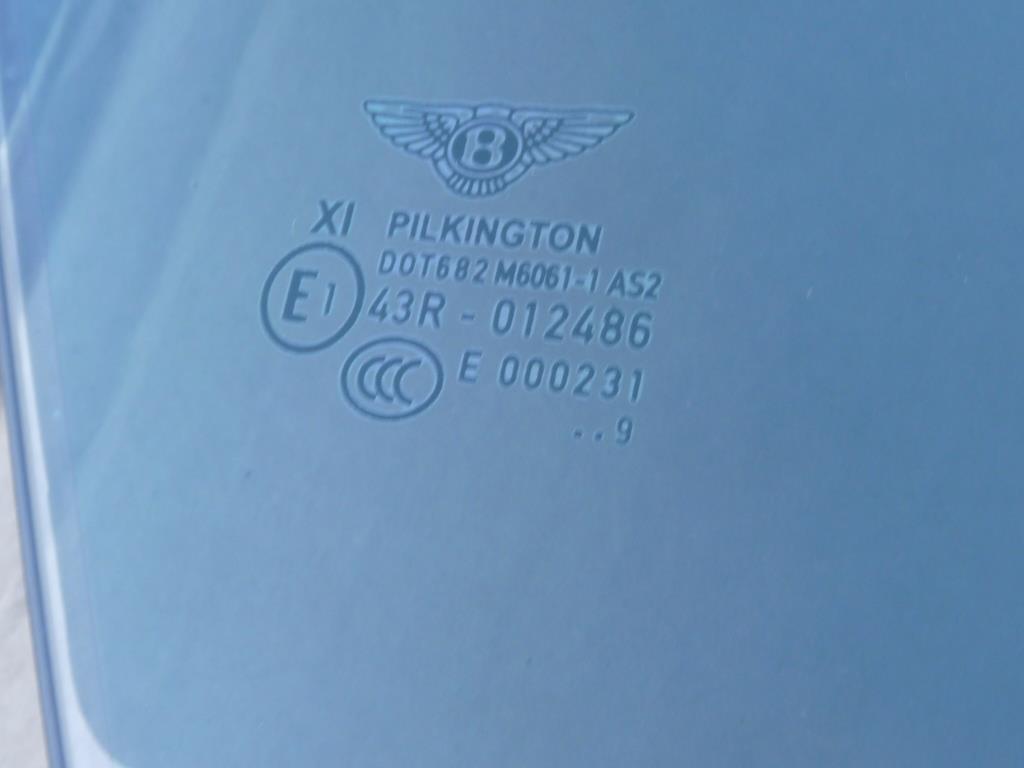 B
XI PILKINGTON
DOT682 M6061-1 AS2
E1 43R - 012486
CCC E 000231
..9